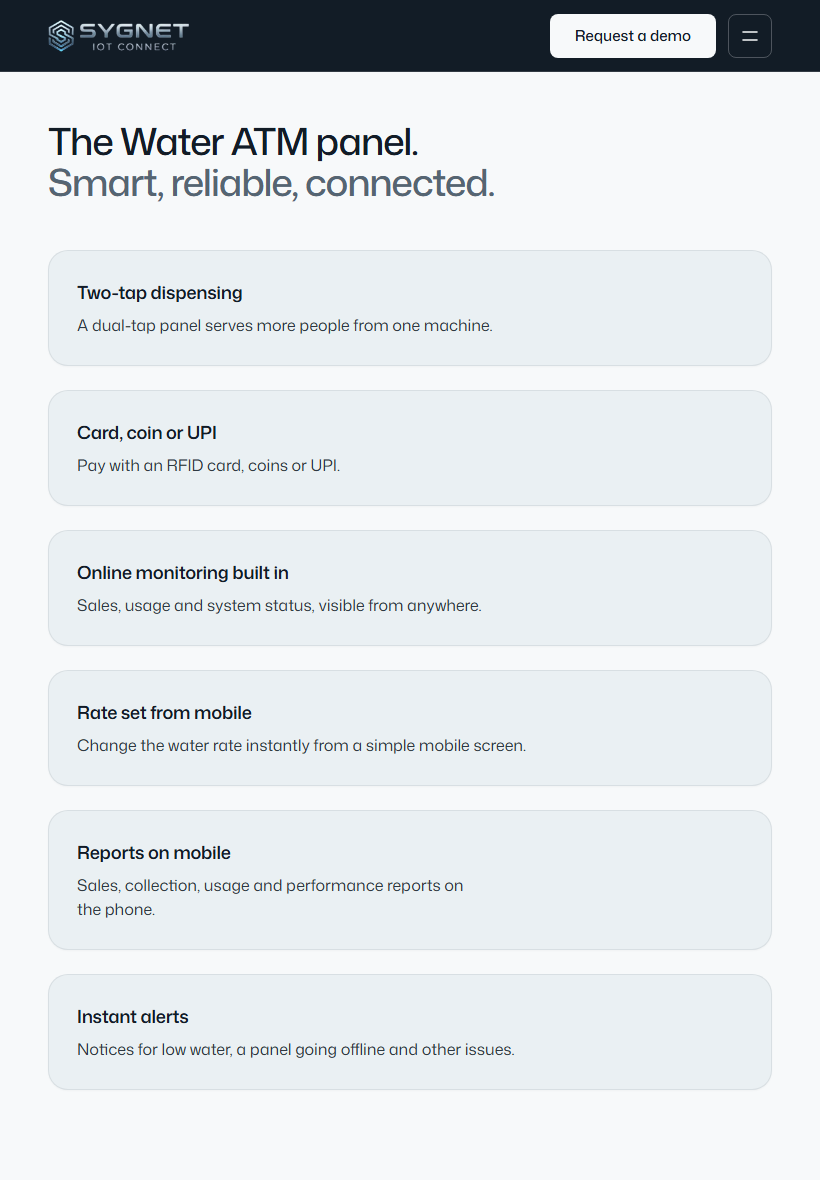 SYGNET
IOT CONNECT
Request a demo
The Water ATM panel.
Smart, reliable, connected.
Two-tap dispensing
A dual-tap panel serves more people from one machine.
Card, coin or UPI
Pay with an RFID card, coins or UPI.
Online monitoring built in
Sales, usage and system status, visible from anywhere.
Rate set from mobile
Change the water rate instantly from a simple mobile screen.
Reports on mobile
Sales, collection, usage and performance reports on
the phone.
Instant alerts
Notices for low water, a panel going offline and other issues.